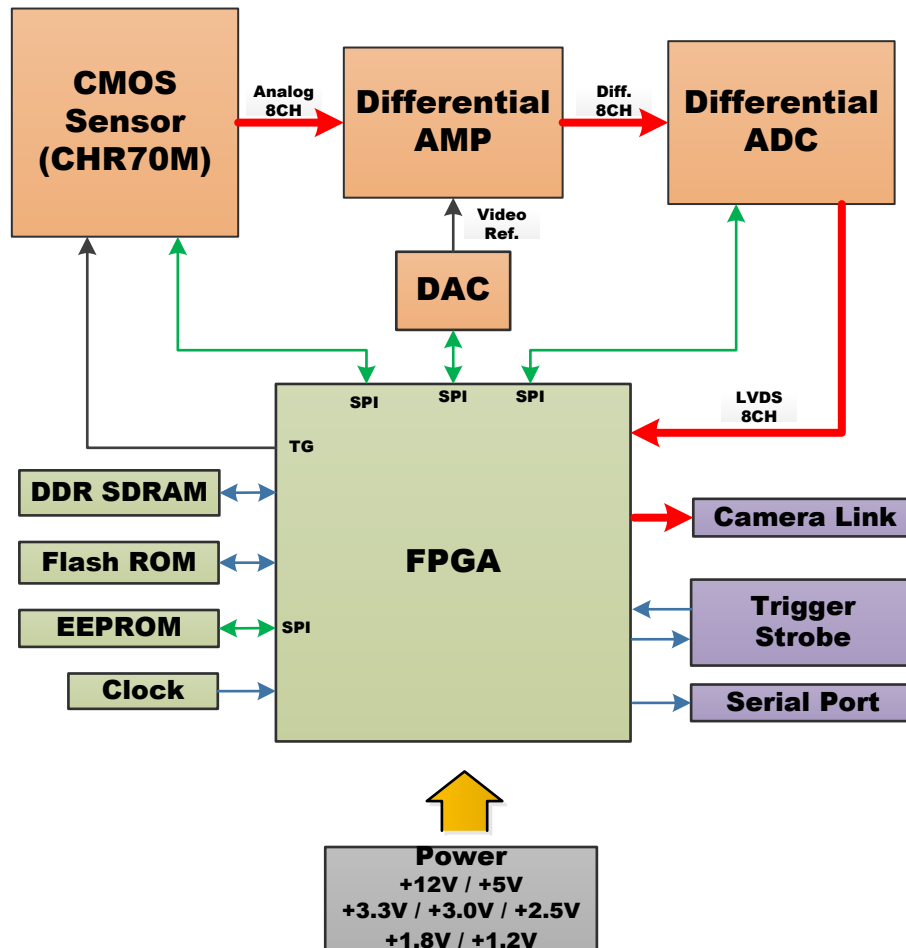 CMOS
Sensor
(CHR70M)
Analog
8CH
Differential
AMP
Diff.
8CH
Differential
ADC
Video
Ref.
DAC
SPI
SPI
SPI
LVDS
8CH
TG
DDR SDRAM
Flash ROM
EEPROM
SPI
Clock
FPGA
Camera Link
Trigger
Strobe
Serial Port
Power
+12V / +5V
+3.3V / +3.0V / +2.5V
+1.8V / +1.2V